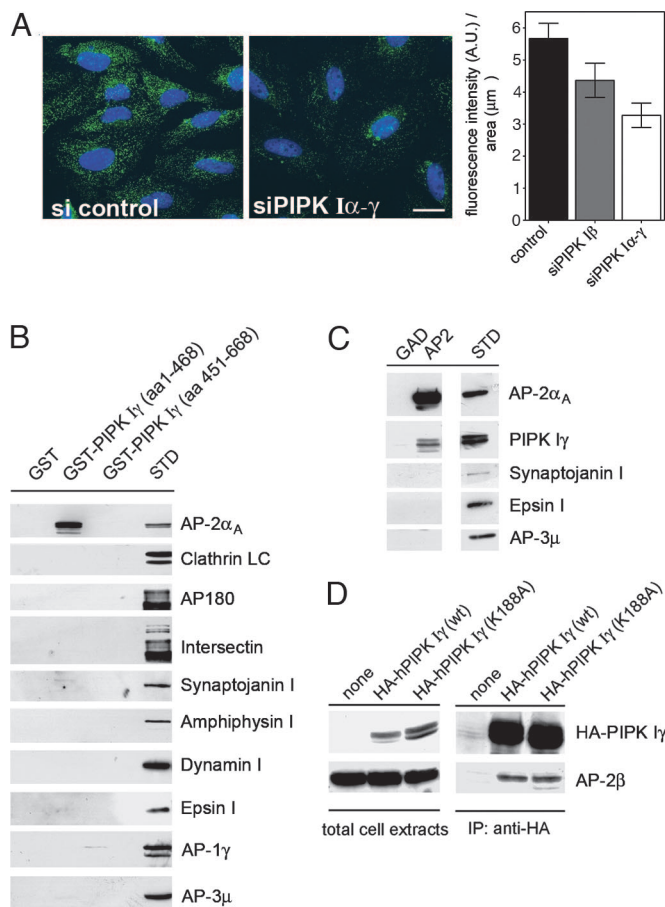 A
si control
siPIPK Iα-γ
fluorescence intensity (A.U.) /
area (μm
6
5
4
3
2
1
0
control
siPIPK Iβ
siPIPK Iα-γ
B
GST
GST-PIPK Iγ (aa1-468)
GST-PIPK Iγ (aa 451-668)
STD
AP-2αA
Clathrin LC
AP180
Intersectin
Synaptojanin I
Amphiphysin I
Dynamin I
Epsin I
AP-1γ
AP-3μ
C
GAD
AP2
STD
AP-2αA
PIPK Iγ
Synaptojanin I
Epsin I
AP-3μ
D
none
HA-hPIPK Iγ (wt)
HA-hPIPK Iγ (K188A)
none
HA-hPIPK Iγ (wt)
HA-hPIPK Iγ (K188A)
HA-PIPK Iγ
AP-2β
total cell extracts
IP: anti-HA